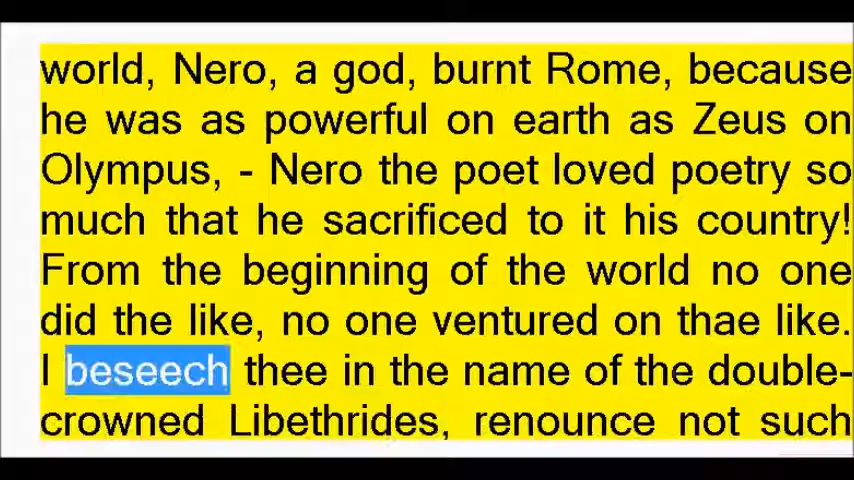 world, Nero, a god, burnt Rome, because
he was as powerful on earth as Zeus on
Olympus, - Nero the poet loved poetry so
much that he sacrificed to it his country!
From the beginning of the world no one
did the like, no one ventured on thae like.
I beseech thee in the name of the double-
crowned Libethrides, renounce not such